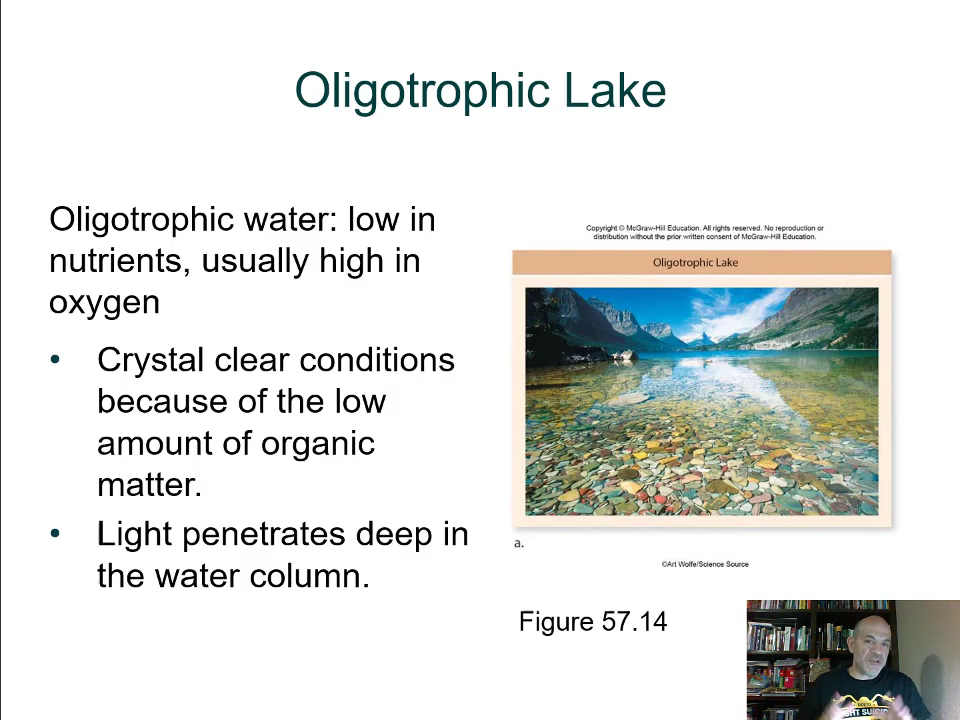 Oligotrophic Lake
Oligotrophic water: low in
nutrients, usually high in
oxygen
• Crystal clear conditions
because of the low
amount of organic
matter.
• Light penetrates deep in
the water column.
Copyright © McGraw-Hill Education. All rights reserved. No reproduction or
distribution without the prior written consent of McGraw-Hill Education.
Oligotrophic Lake
a.
©Art Wolfe/Science Source
Figure 57.14